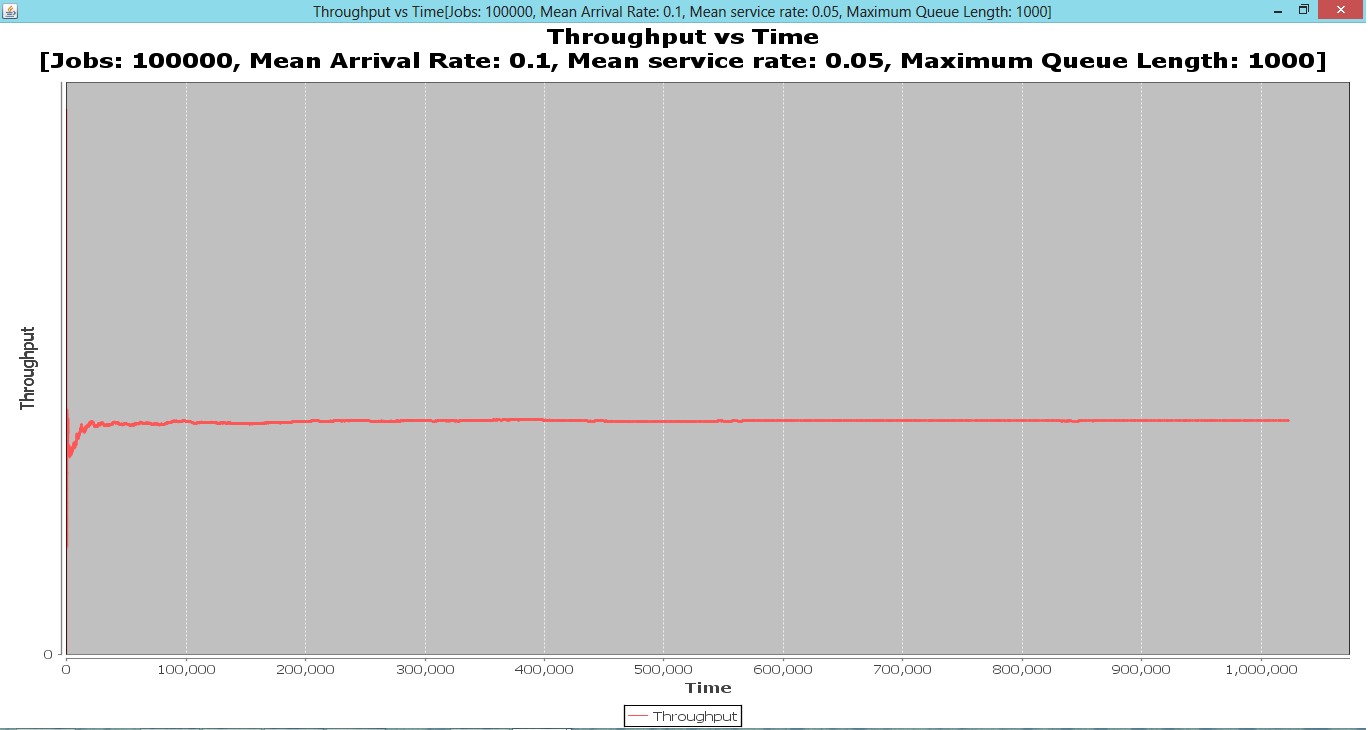 Throughput vs Time[Jobs: 100000, Mean Arrival Rate: 0.1, Mean service rate: 0.05, Maximum Queue Length: 1000]
Throughput vs Time
[Jobs: 100000, Mean Arrival Rate: 0.1, Mean service rate: 0.05, Maximum Queue Length: 1000]
Throughput
0
0 100,000 200,000 300,000 400,000 500,000 600,000 700,000 800,000 900,000 1,000,000
Time
Throughput